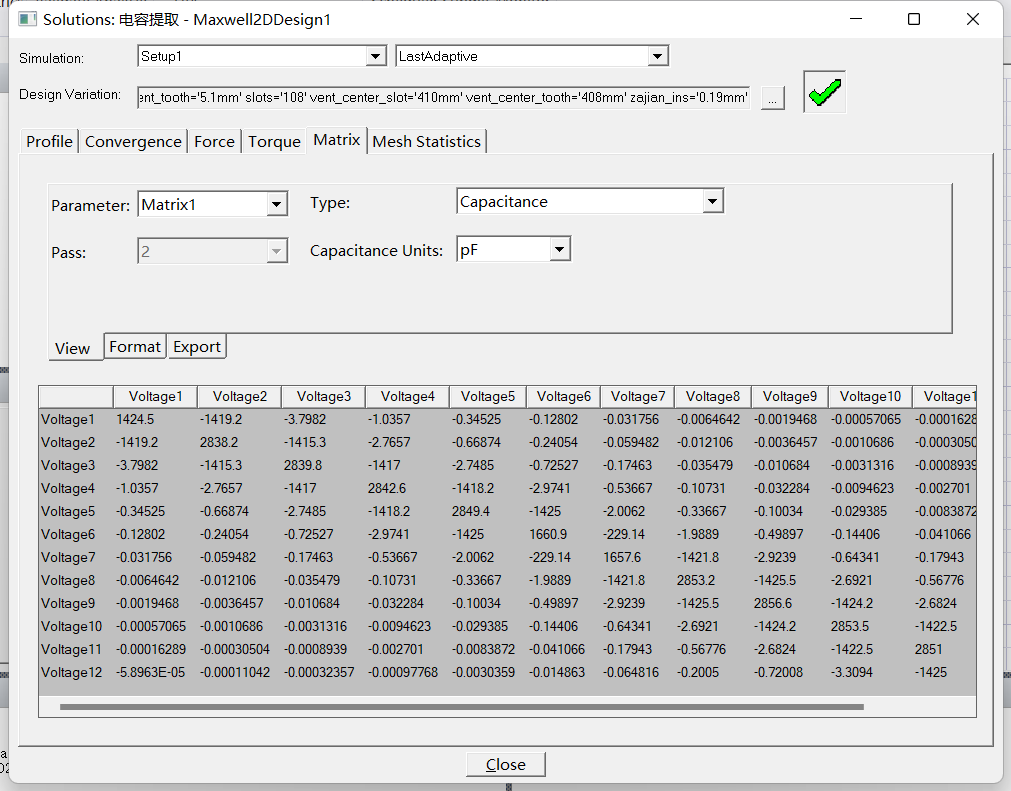 Solutions: 电容提取 - Maxwell2DDesign1
Simulation: Setup1 LastAdaptive
Design Variation: ent_tooth='5.1mm' slots='108' vent_center_slot='410mm' vent_center_tooth='408mm' zajian_ins='0.19mm' ...
Profile Convergence Force Torque Matrix Mesh Statistics
Parameter: Matrix1 Type: Capacitance
Pass: 2 Capacitance Units: pF
View Format Export
Voltage1 Voltage2 Voltage3 Voltage4 Voltage5 Voltage6 Voltage7 Voltage8 Voltage9 Voltage10 Voltage1
Voltage1 1424.5 -1419.2 -3.7982 -1.0357 -0.34525 -0.12802 -0.031756 -0.0064642 -0.0019468 -0.00057065 -0.0001628
Voltage2 -1419.2 2838.2 -1415.3 -2.7657 -0.66874 -0.24054 -0.059482 -0.012106 -0.0036457 -0.0010686 -0.0003050
Voltage3 -3.7982 -1415.3 2839.8 -1417 -2.7485 -0.72527 -0.17463 -0.035479 -0.010684 -0.0031316 -0.0008939
Voltage4 -1.0357 -2.7657 -1417 2842.6 -1418.2 -2.9741 -0.53667 -0.10731 -0.032284 -0.0094623 -0.002701
Voltage5 -0.34525 -0.66874 -2.7485 -1418.2 2849.4 -1425 -2.0062 -0.33667 -0.10034 -0.029385 -0.0083872
Voltage6 -0.12802 -0.24054 -0.72527 -2.9741 -1425 1660.9 -229.14 -1.9889 -0.49897 -0.14406 -0.041066
Voltage7 -0.031756 -0.059482 -0.17463 -0.53667 -2.0062 -229.14 1657.6 -1421.8 -2.9239 -0.64341 -0.17943
Voltage8 -0.0064642 -0.012106 -0.035479 -0.10731 -0.33667 -1.9889 -1421.8 2853.2 -1425.5 -2.6921 -0.56776
Voltage9 -0.0019468 -0.0036457 -0.010684 -0.032284 -0.10034 -0.49897 -2.9239 -1425.5 2856.6 -1424.2 -2.6824
Voltage10 -0.00057065 -0.0010686 -0.0031316 -0.0094623 -0.029385 -0.14406 -0.64341 -2.6921 -1424.2 2853.5 -1422.5
Voltage11 -0.00016289 -0.00030504 -0.0008939 -0.002701 -0.0083872 -0.041066 -0.17943 -0.56776 -2.6824 -1422.5 2851
Voltage12 -5.8963E-05 -0.00011042 -0.00032357 -0.00097768 -0.0030359 -0.014863 -0.064816 -0.2005 -0.72008 -3.3094 -1425
Close